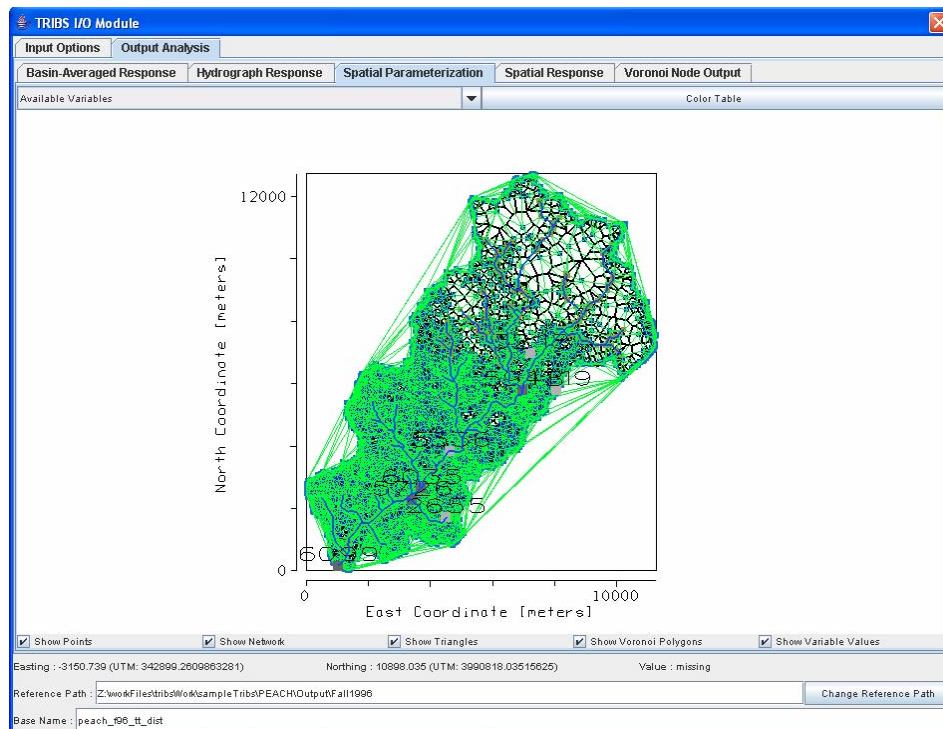 TRIBS I/O Module
Input Options Output Analysis
Basin-Averaged Response Hydrograph Response Spatial Parameterization Spatial Response Voronoi Node Output
Available Variables Color Table
12000
North Coordinate [meters]
2655
6099
0
0 10000
East Coordinate [meters]
Show Points Show Network Show Triangles Show Voronoi Polygons Show Variable Values
Easting : -3150.739 (UTM: 342899.2609863281) Northing : 10898.035 (UTM: 3990818.03515625) Value : missing
Reference Path : Z:\workFiles\tribsWork\sampleTribs\PEACH\Output\Fall1996 Change Reference Path
Base Name : peach_f96_tt_dist